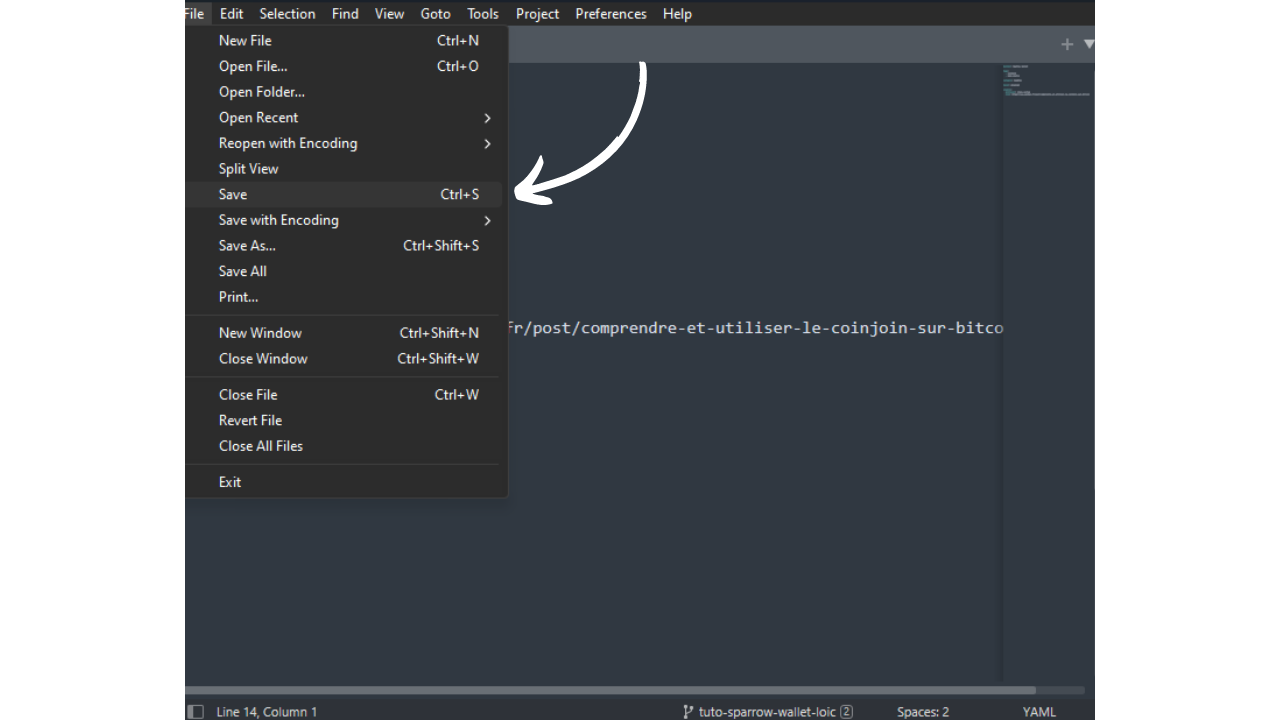 File Edit Selection Find View Goto Tools Project Preferences Help
New File Ctrl+N
Open File... Ctrl+O
Open Folder...
Open Recent
Reopen with Encoding
Split View
Save Ctrl+S
Save with Encoding
Save As... Ctrl+Shift+S
Save All
Print...
fr/post/comprendre-et-utiliser-le-coinjoin-sur-bitco
New Window Ctrl+Shift+N
Close Window Ctrl+Shift+W
Close File Ctrl+W
Revert File
Close All Files
Exit
Line 14, Column 1 tuto-sparrow-wallet-loic 2 Spaces: 2 YAML